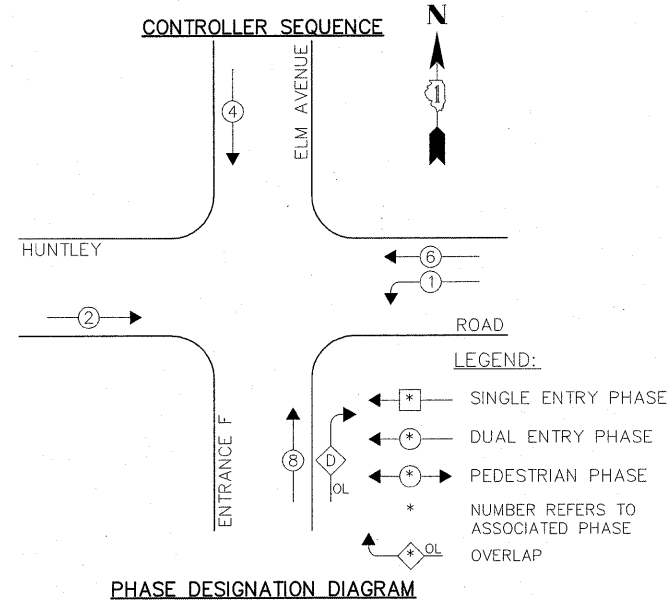 CONTROLLER SEQUENCE
N
1
4
ELM AVENUE
HUNTLEY
6
1
2
ROAD
LEGEND:
* SINGLE ENTRY PHASE
* DUAL ENTRY PHASE
* PEDESTRIAN PHASE
* NUMBER REFERS TO
ASSOCIATED PHASE
* OL OVERLAP
ENTRANCE F
8
D
OL
PHASE DESIGNATION DIAGRAM